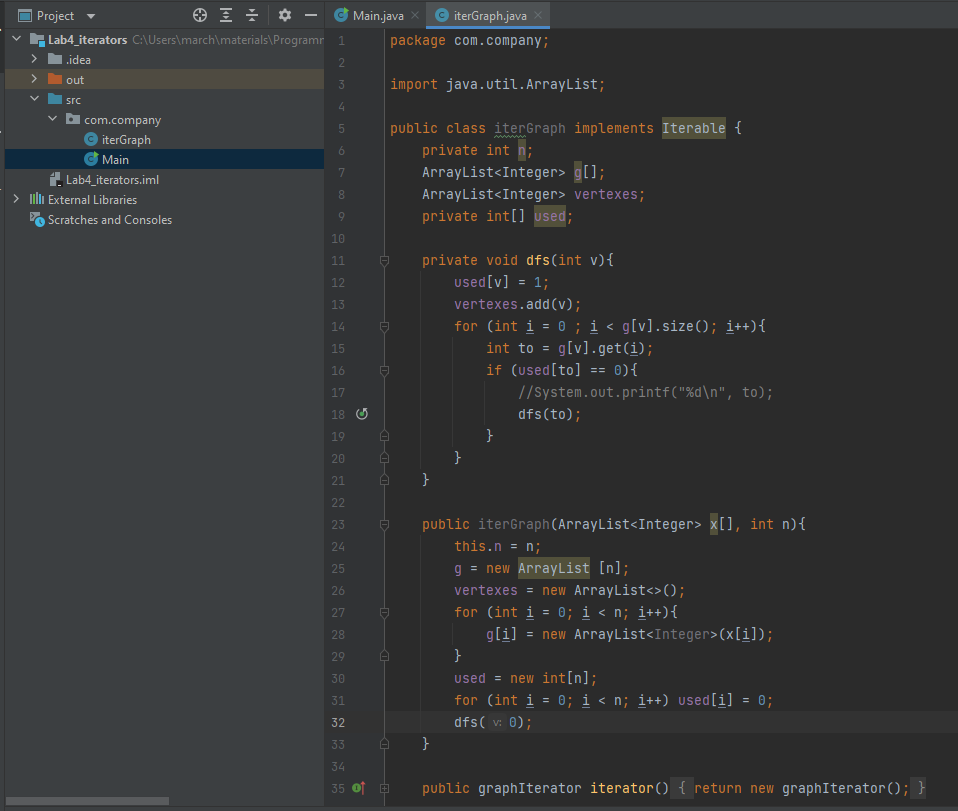 Project
Lab4_iterators C:\Users\march\materials\Programm
.idea
out
src
com.company
iterGraph
Main
Lab4_iterators.iml
External Libraries
Scratches and Consoles
Main.java
iterGraph.java
1 package com.company;
2
3 import java.util.ArrayList;
4
5 public class iterGraph implements Iterable {
6 private int n;
7 ArrayList<Integer> g[];
8 ArrayList<Integer> vertexes;
9 private int[] used;
10
11 private void dfs(int v){
12 used[v] = 1;
13 vertexes.add(v);
14 for (int i = 0 ; i < g[v].size(); i++){
15 int to = g[v].get(i);
16 if (used[to] == 0){
17 //System.out.printf("%d\n", to);
18 dfs(to);
19 }
20 }
21 }
22
23 public iterGraph(ArrayList<Integer> x[], int n){
24 this.n = n;
25 g = new ArrayList [n];
26 vertexes = new ArrayList<>();
27 for (int i = 0; i < n; i++){
28 g[i] = new ArrayList<Integer>(x[i]);
29 }
30 used = new int[n];
31 for (int i = 0; i < n; i++) used[i] = 0;
32 dfs( v: 0);
33 }
34
35 public graphIterator iterator() { return new graphIterator(); }